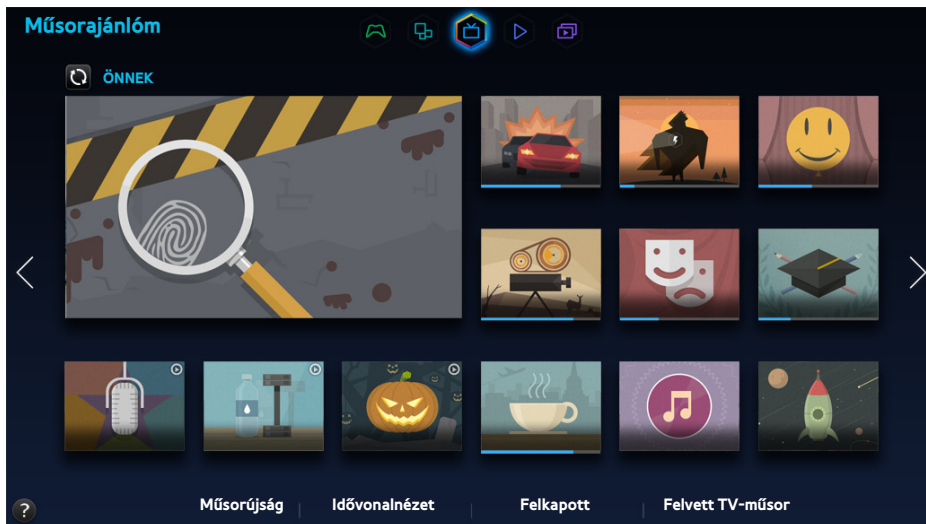 Műsorajánlóm
ÖNNEK
?
Műsorújság
Idővonalnézet
Felkapott
Felvett TV-műsor